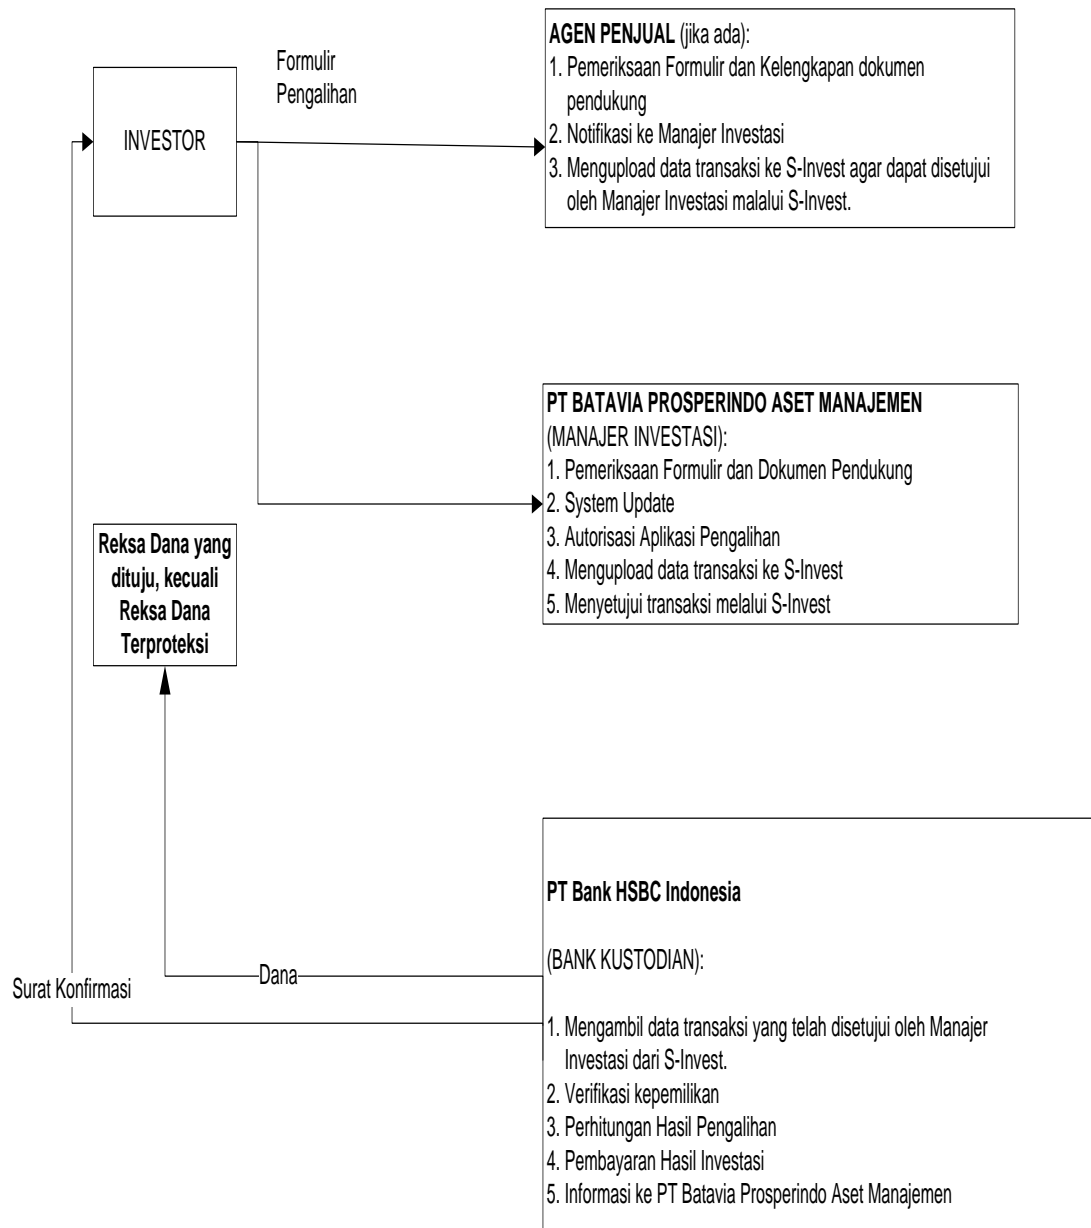 AGEN PENJUAL (jika ada):
1. Pemeriksaan Formulir dan Kelengkapan dokumen
pendukung
2. Notifikasi ke Manajer Investasi
3. Mengupload data transaksi ke S-Invest agar dapat disetujui
oleh Manajer Investasi malalui S-Invest.
Formulir
Pengalihan
INVESTOR
PT BATAVIA PROSPERINDO ASET MANAJEMEN
(MANAJER INVESTASI):
1. Pemeriksaan Formulir dan Dokumen Pendukung
2. System Update
3. Autorisasi Aplikasi Pengalihan
4. Mengupload data transaksi ke S-Invest
5. Menyetujui transaksi melalui S-Invest
Reksa Dana yang
dituju, kecuali
Reksa Dana
Terproteksi
PT Bank HSBC Indonesia
(BANK KUSTODIAN):
1. Mengambil data transaksi yang telah disetujui oleh Manajer
Investasi dari S-Invest.
2. Verifikasi kepemilikan
3. Perhitungan Hasil Pengalihan
4. Pembayaran Hasil Investasi
5. Informasi ke PT Batavia Prosperindo Aset Manajemen
Dana
Surat Konfirmasi